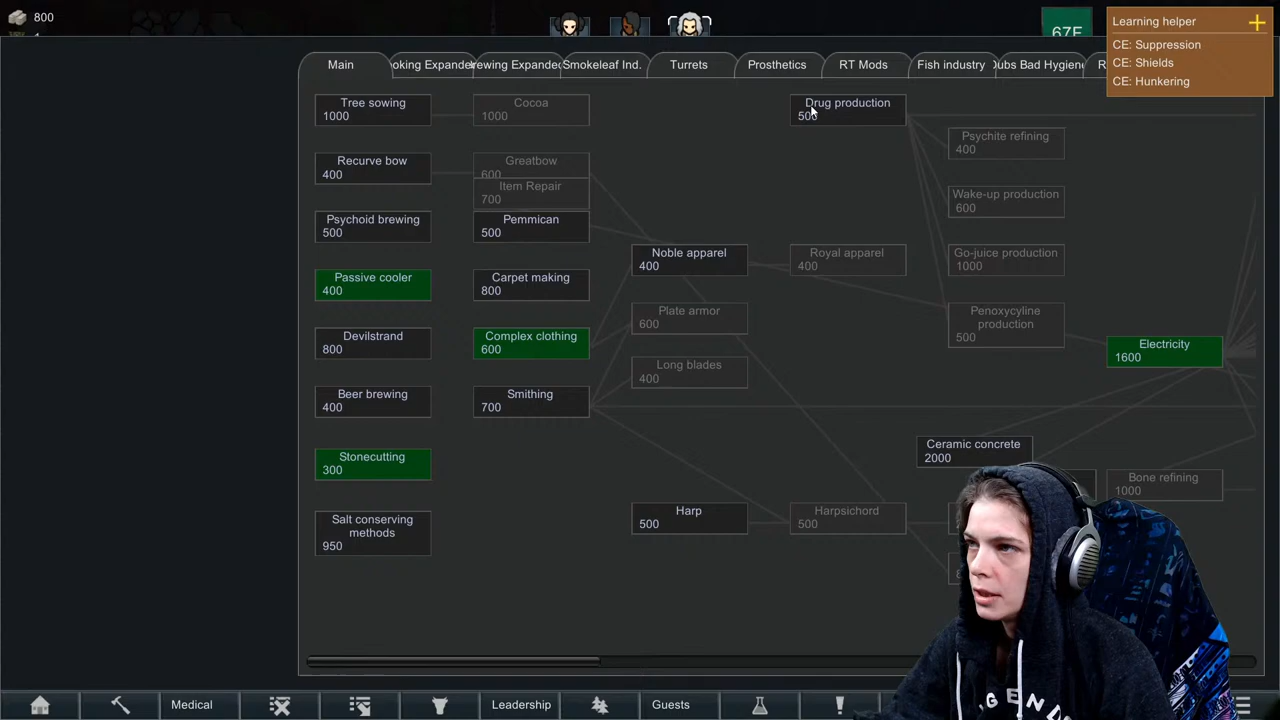 800
67F
Learning helper
CE: Suppression
CE: Shields
CE: Hunkering
Main
ooking Expanded
rewing Expanded
Smokeleaf Ind.
Turrets
Prosthetics
RT Mods
Fish industry
Dubs Bad Hygiene
R
Tree sowing
1000
Cocoa
1000
Drug production
500
Psychite refining
400
Recurve bow
400
Greatbow
600
Item Repair
700
Wake-up production
600
Psychoid brewing
500
Pemmican
500
Noble apparel
400
Royal apparel
400
Go-juice production
1000
Passive cooler
400
Carpet making
800
Plate armor
600
Penoxycyline
production
500
Devilstrand
800
Complex clothing
600
Long blades
400
Electricity
1600
Beer brewing
400
Smithing
700
Ceramic concrete
2000
Stonecutting
300
Bone refining
1000
Salt conserving
methods
950
Harp
500
Harpsichord
500
Medical
Leadership
Guests